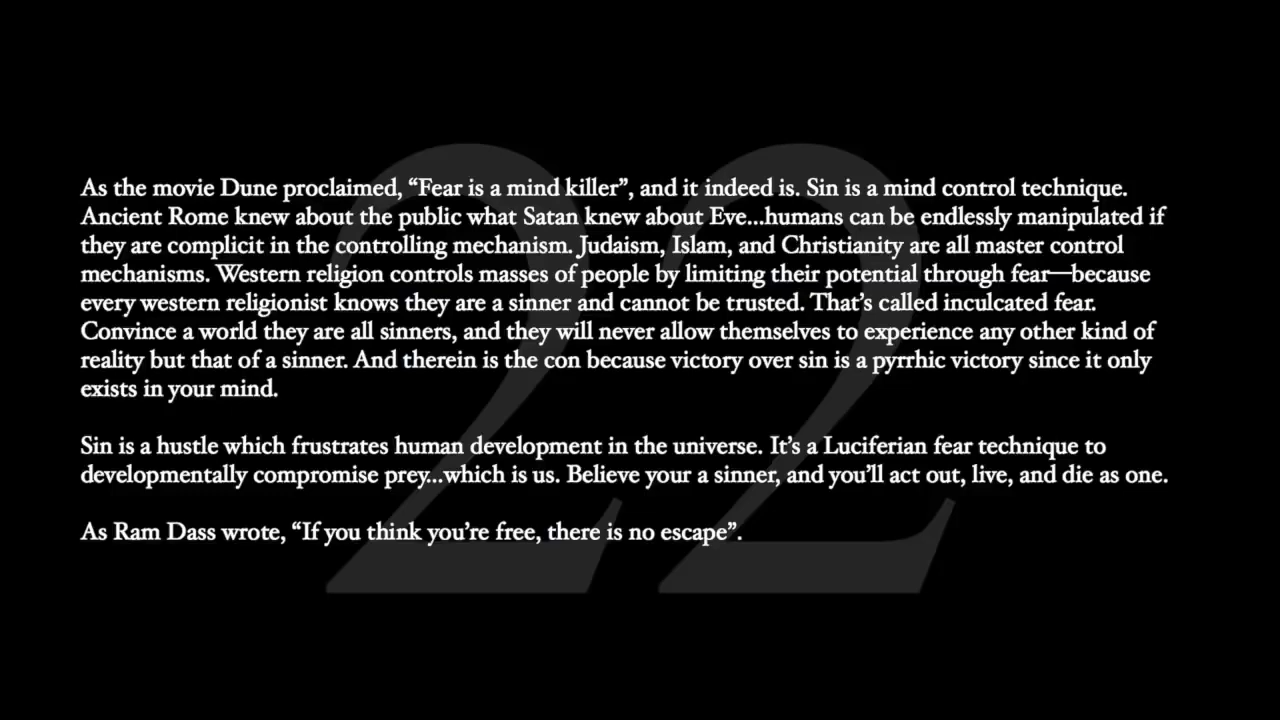 22
As the movie Dune proclaimed, “Fear is a mind killer”, and it indeed is. Sin is a mind control technique.
Ancient Rome knew about the public what Satan knew about Eve...humans can be endlessly manipulated if
they are complicit in the controlling mechanism. Judaism, Islam, and Christianity are all master control
mechanisms. Western religion controls masses of people by limiting their potential through fear—because
every western religionist knows they are a sinner and cannot be trusted. That’s called inculcated fear.
Convince a world they are all sinners, and they will never allow themselves to experience any other kind of
reality but that of a sinner. And therein is the con because victory over sin is a pyrrhic victory since it only
exists in your mind.
Sin is a hustle which frustrates human development in the universe. It’s a Luciferian fear technique to
developmentally compromise prey...which is us. Believe your a sinner, and you’ll act out, live, and die as one.
As Ram Dass wrote, “If you think you’re free, there is no escape”.